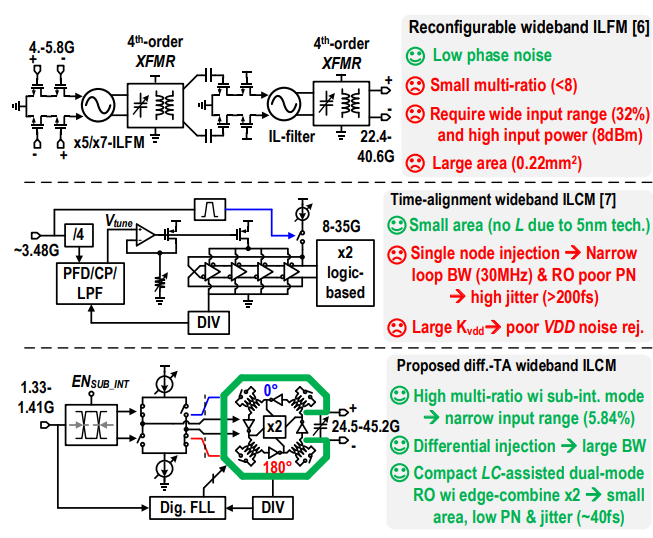 Reconfigurable wideband ILFM [6]
4.-5.8G
+ -
4th-order
XFMR
4th-order
XFMR
Low phase noise
Small multi-ratio (<8)
Require wide input range (32%)
and high input power (8dBm)
Large area (0.22mm2)
- +
x5/x7-ILFM
IL-filter
+
-
22.4-
40.6G
Time-alignment wideband ILCM [7]
Vtune
~3.48G
/4
PFD/CP/
LPF
DIV
8-35G
x2
logic-
based
Small area (no L due to 5nm tech.)
Single node injection → Narrow
loop BW (30MHz) & RO poor PN
→ high jitter (>200fs)
Large Kvdd→ poor VDD noise rej.
Proposed diff.-TA wideband ILCM
1.33-
1.41G
ENSUB_INT
0°
x2
180°
+
24.5-45.2G
-
Dig. FLL
DIV
High multi-ratio wi sub-int. mode
→ narrow input range (5.84%)
Differential injection → large BW
Compact LC-assisted dual-mode
RO wi edge-combine x2 → small
area, low PN & jitter (~40fs)